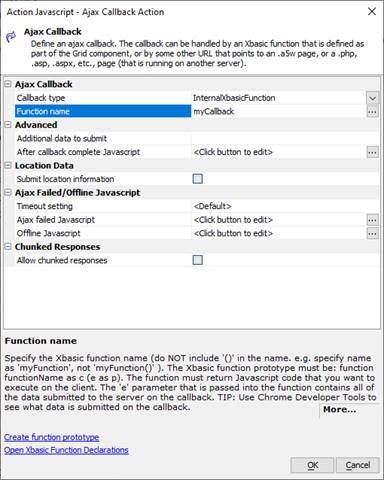 Action Javascript - Ajax Callback Action
Ajax Callback
Define an ajax callback. The callback can be handled by an Xbasic function that is defined as
part of the Grid component, or by some other URL that points to an .a5w page, or a .php,
.asp, .aspx, etc., page (that is running on another server).
Ajax Callback
Callback type InternalXbasicFunction
Function name myCallback ...
Advanced
Additional data to submit
After callback complete Javascript <Click button to edit> ...
Location Data
Submit location information
Ajax Failed/Offline Javascript
Timeout setting <Default>
Ajax failed Javascript <Click button to edit> ...
Offline Javascript <Click button to edit> ...
Chunked Responses
Allow chunked responses
Function name
Specify the Xbasic function name (do NOT include '()' in the name. e.g. specify name
as 'myFunction', not 'myFunction()' ). The Xbasic function prototype must be: function
functionName as c (e as p). The function must return Javascript code that you want to
execute on the client. The 'e' parameter that is passed into the function contains all of
the data submitted to the server on the callback. TIP: Use Chrome Developer Tools to
see what data is submitted on the callback.
More...
Create function prototype
Open Xbasic Function Declarations
OK Cancel